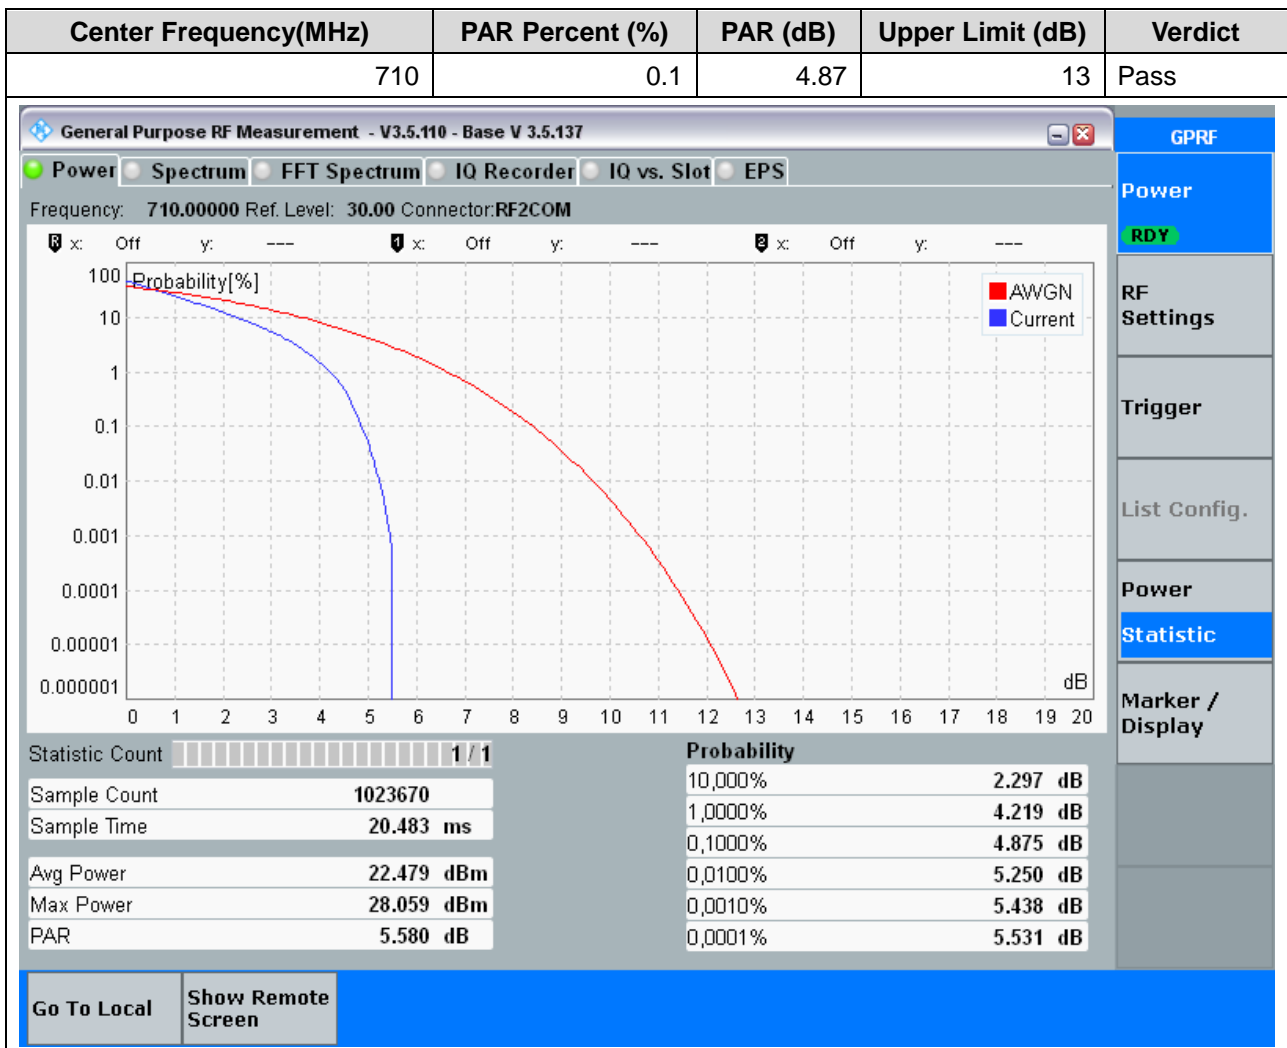 Center Frequency(MHz) PAR Percent (%) PAR (dB) Upper Limit (dB) Verdict
710 0.1 4.87 13 Pass
General Purpose RF Measurement - V3.5.110 - Base V 3.5.137
GPRF
Power Spectrum FFT Spectrum IQ Recorder IQ vs. Slot EPS
Frequency: 710.00000 Ref. Level: 30.00 Connector:RF2COM
R x: Off y: --- 1 x: Off y: --- 2 x: Off y: ---
Probability[%]
100
10
1
0.1
0.01
0.001
0.0001
0.00001
0.000001
AWGN
Current
dB
0 1 2 3 4 5 6 7 8 9 10 11 12 13 14 15 16 17 18 19 20
Statistic Count 1 / 1
Sample Count 1023670
Sample Time 20.483 ms
Avg Power 22.479 dBm
Max Power 28.059 dBm
PAR 5.580 dB
Probability
10,000% 2.297 dB
1,0000% 4.219 dB
0,1000% 4.875 dB
0,0100% 5.250 dB
0,0010% 5.438 dB
0,0001% 5.531 dB
Power
RDY
RF
Settings
Trigger
List Config.
Power
Statistic
Marker /
Display
Go To Local
Show Remote
Screen